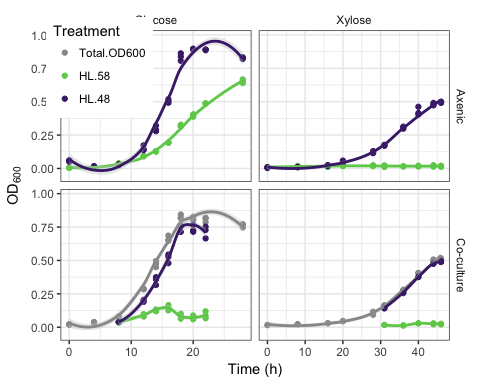 Glucose Xylose
Treatment
Total.OD600
HL.58
HL.48
1.0
0.7
0.5
0.25
0.00
Axenic
1.00
0.75
0.50
0.25
0.00
Co-culture
OD600
0 10 20 0 10 20 30 40
Time (h)